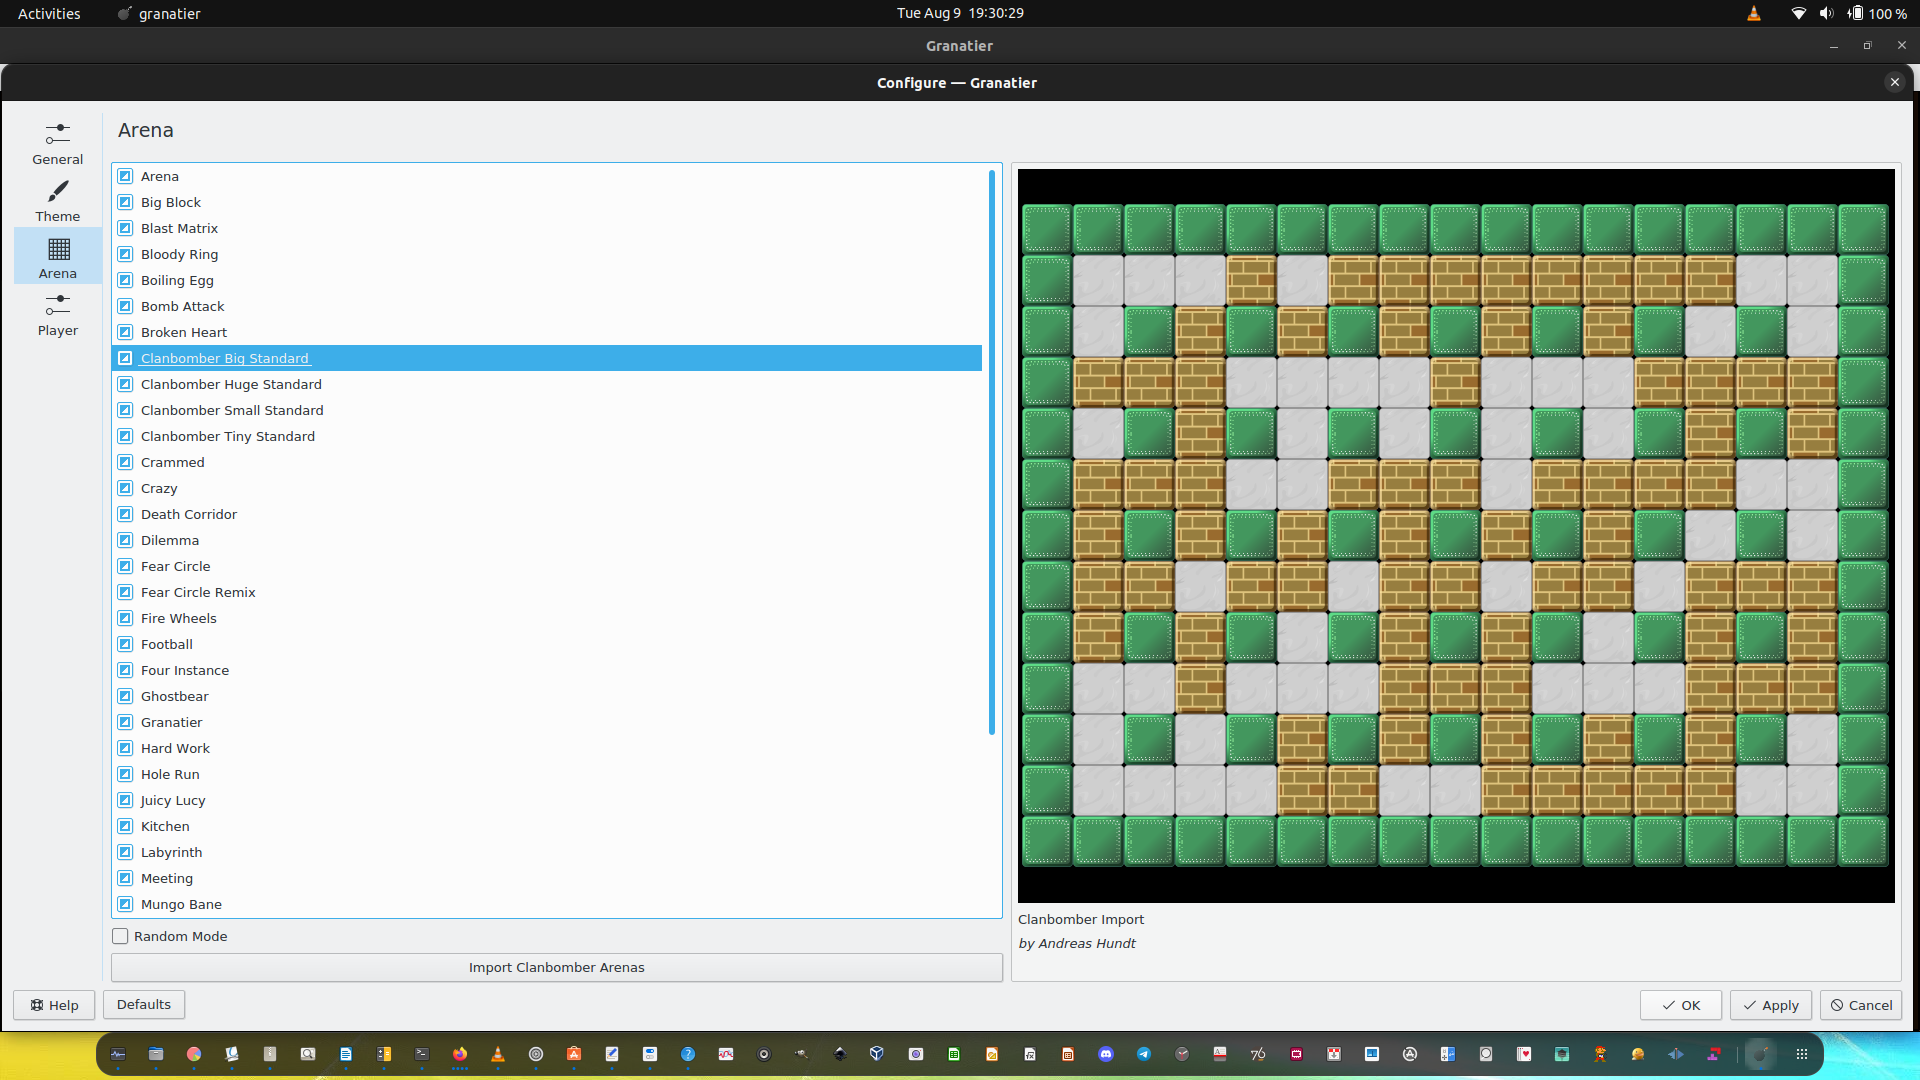 Activities
granatier
Tue Aug 9 19:30:29
100 %
Granatier
Configure — Granatier
General
Theme
Arena
Player
Arena
Arena
Big Block
Blast Matrix
Bloody Ring
Boiling Egg
Bomb Attack
Broken Heart
Clanbomber Big Standard
Clanbomber Huge Standard
Clanbomber Small Standard
Clanbomber Tiny Standard
Crammed
Crazy
Death Corridor
Dilemma
Fear Circle
Fear Circle Remix
Fire Wheels
Football
Four Instance
Ghostbear
Granatier
Hard Work
Hole Run
Juicy Lucy
Kitchen
Labyrinth
Meeting
Mungo Bane
Random Mode
Import Clanbomber Arenas
Clanbomber Import
by Andreas Hundt
Help
Defaults
OK
Apply
Cancel